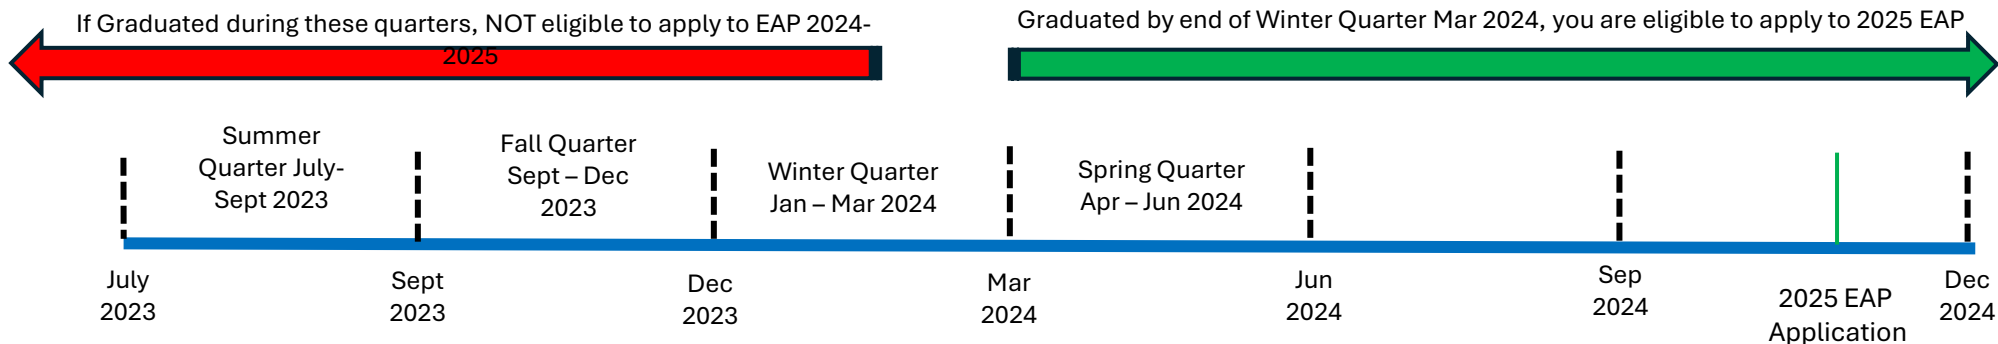 If Graduated during these quarters, NOT eligible to apply to EAP 2024-
2025
Graduated by end of Winter Quarter Mar 2024, you are eligible to apply to 2025 EAP
Summer
Quarter July-
Sept 2023
Fall Quarter
Sept – Dec
2023
Winter Quarter
Jan – Mar 2024
Spring Quarter
Apr – Jun 2024
July
2023
Sept
2023
Dec
2023
Mar
2024
Jun
2024
Sep
2024
2025 EAP
Application
Dec
2024